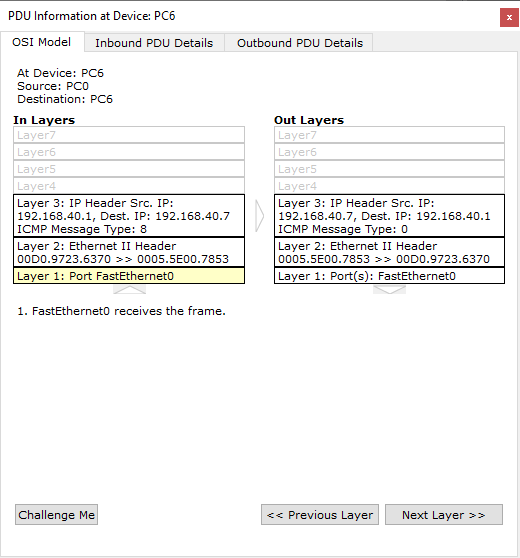 PDU Information at Device: PC6
x
OSI Model
Inbound PDU Details
Outbound PDU Details
At Device: PC6
Source: PC0
Destination: PC6
In Layers
Layer7
Layer6
Layer5
Layer4
Layer 3: IP Header Src. IP:
192.168.40.1, Dest. IP: 192.168.40.7
ICMP Message Type: 8
Layer 2: Ethernet II Header
00D0.9723.6370 >> 0005.5E00.7853
Layer 1: Port FastEthernet0
Out Layers
Layer7
Layer6
Layer5
Layer4
Layer 3: IP Header Src. IP:
192.168.40.7, Dest. IP: 192.168.40.1
ICMP Message Type: 0
Layer 2: Ethernet II Header
0005.5E00.7853 >> 00D0.9723.6370
Layer 1: Port(s): FastEthernet0
1. FastEthernet0 receives the frame.
Challenge Me
<< Previous Layer
Next Layer >>